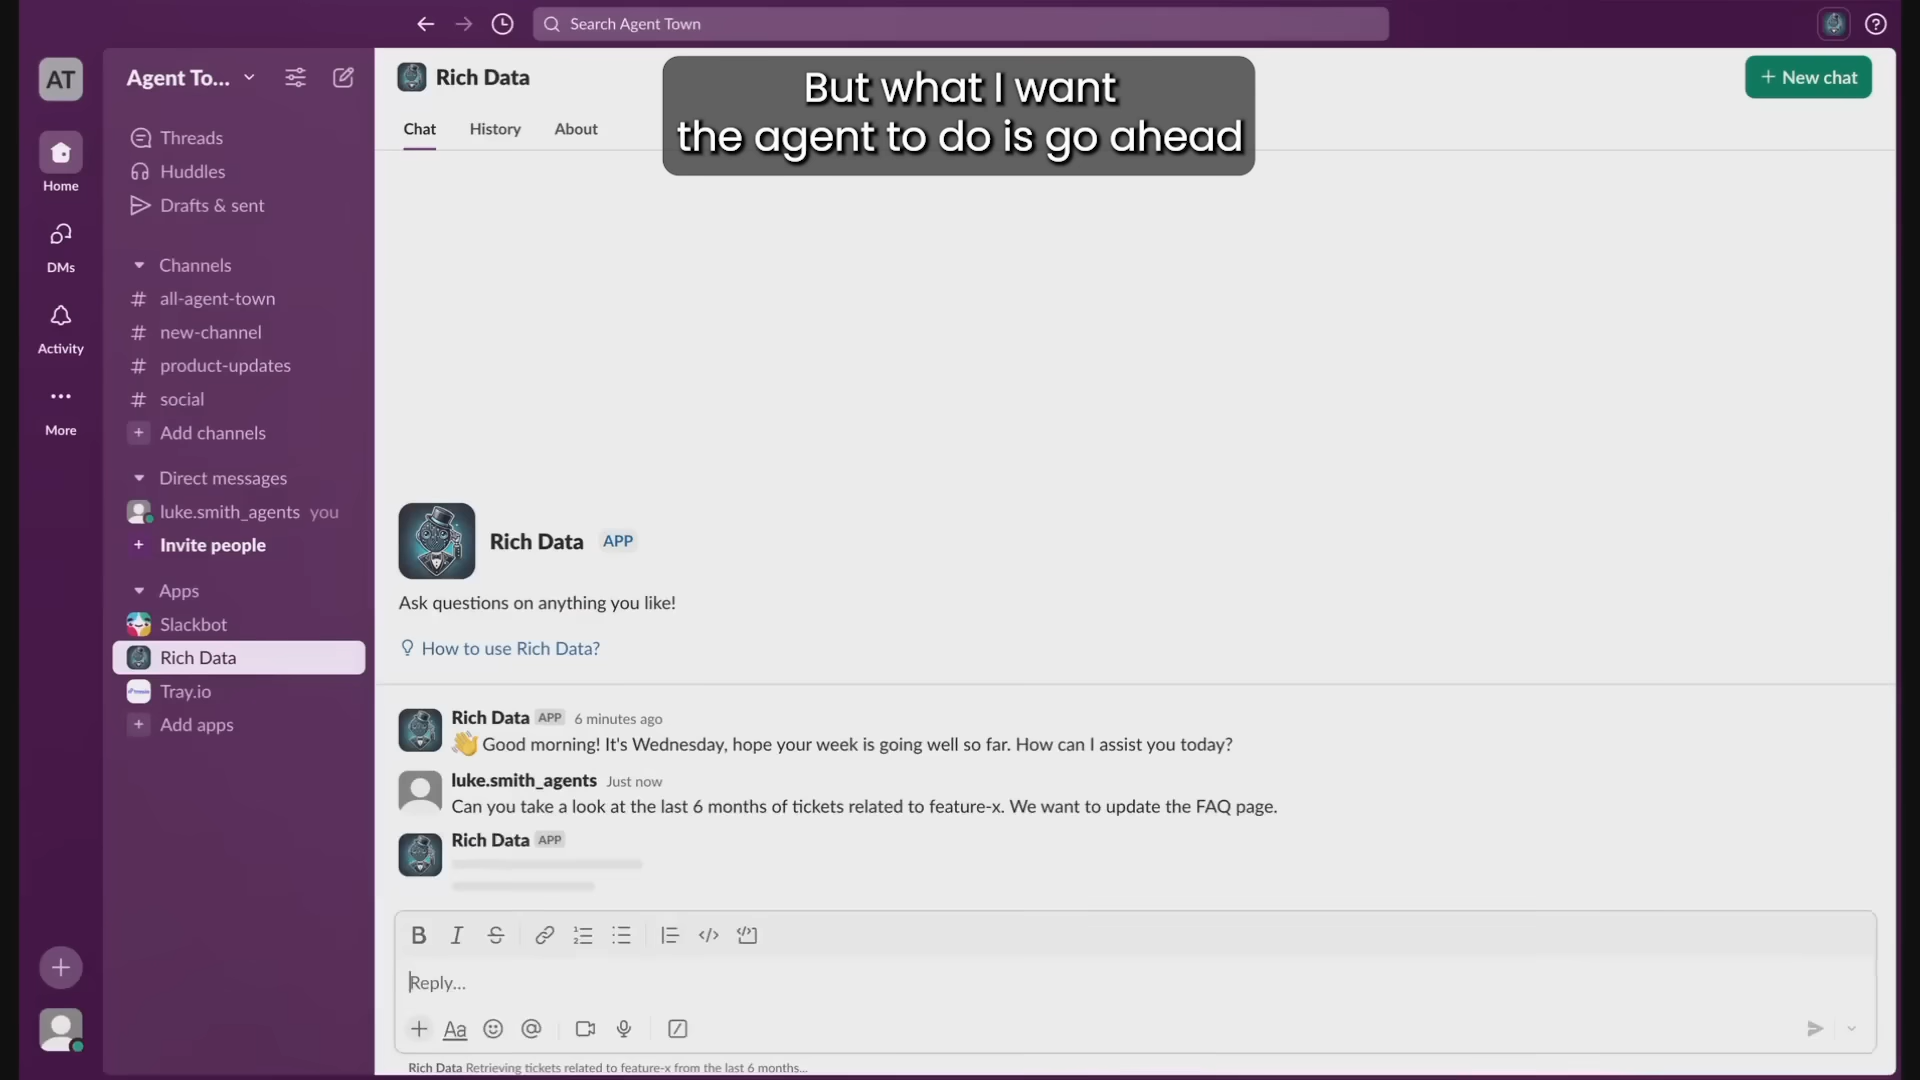 Search Agent Town
But what I want
the agent to do is go ahead
AT
Home
DMs
Activity
More
Agent To...
Threads
Huddles
Drafts & sent
Channels
# all-agent-town
# new-channel
# product-updates
# social
+ Add channels
Direct messages
luke.smith_agents you
+ Invite people
Apps
Slackbot
Rich Data
Tray.io
+ Add apps
Rich Data
+ New chat
Chat History About
Rich Data APP
Ask questions on anything you like!
How to use Rich Data?
Rich Data APP 6 minutes ago
👋 Good morning! It's Wednesday, hope your week is going well so far. How can I assist you today?
luke.smith_agents Just now
Can you take a look at the last 6 months of tickets related to feature-x. We want to update the FAQ page.
Rich Data APP
Reply...
Aa
Rich Data Retrieving tickets related to feature-x from the last 6 months...